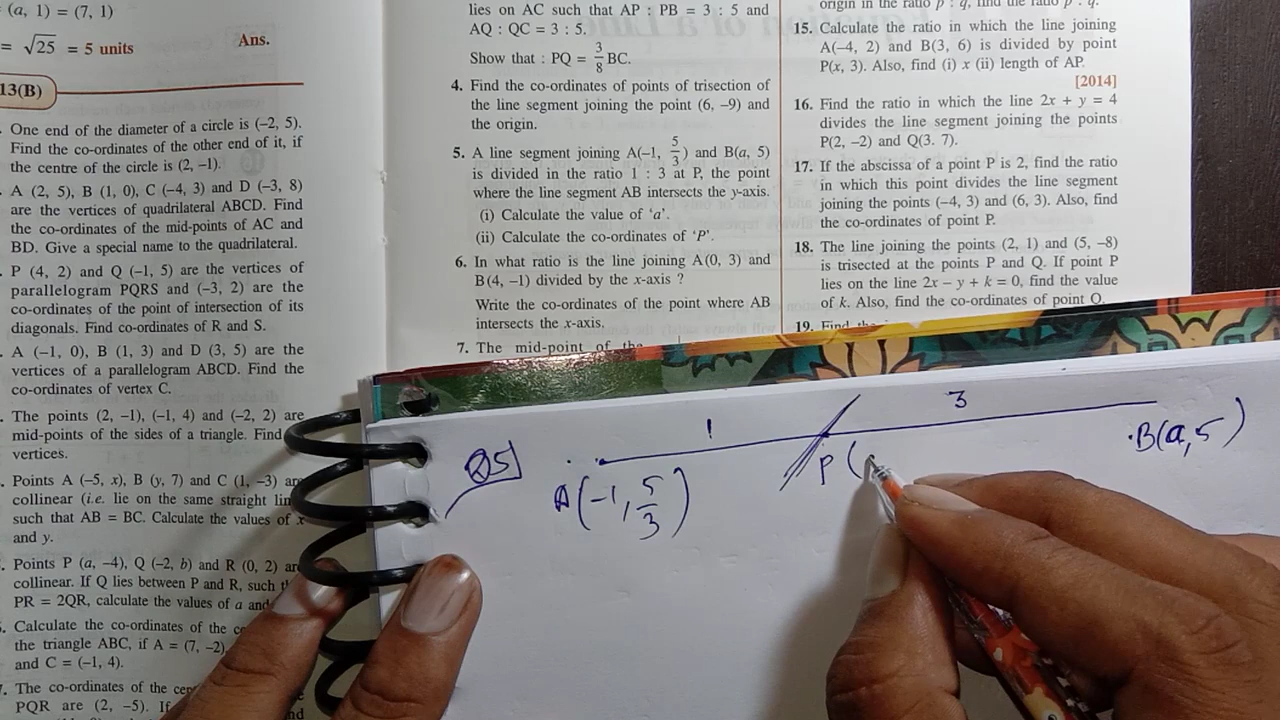 (a, 1) = (7, 1)
= √25 = 5 units Ans.
13(B)
One end of the diameter of a circle is (–2, 5).
Find the co-ordinates of the other end of it, if
the centre of the circle is (2, –1).
A (2, 5), B (1, 0), C (–4, 3) and D (–3, 8)
are the vertices of quadrilateral ABCD. Find
the co-ordinates of the mid-points of AC and
BD. Give a special name to the quadrilateral.
P (4, 2) and Q (–1, 5) are the vertices of
parallelogram PQRS and (–3, 2) are the
co-ordinates of the point of intersection of its
diagonals. Find co-ordinates of R and S.
A (–1, 0), B (1, 3) and D (3, 5) are the
vertices of a parallelogram ABCD. Find the
co-ordinates of vertex C.
The points (2, –1), (–1, 4) and (–2, 2) are
mid-points of the sides of a triangle. Find
vertices.
Points A (–5, x), B (y, 7) and C (1, –3) are
collinear (i.e. lie on the same straight
such that AB = BC. Calculate the values of x
and y.
Points P (a, –4), Q (–2, b) and R (0, 2) are
collinear. If Q lies between P and R, such
PR = 2QR, calculate the values of a and
Calculate the co-ordinates of the
the triangle ABC, if A = (7, –2),
and C = (–1, 4).
The co-ordinates of the
PQR are (2, –5). If
lies on AC such that AP : PB = 3 : 5 and
AQ : QC = 3 : 5.
Show that : PQ = 3/8 BC.
4. Find the co-ordinates of points of trisection of
the line segment joining the point (6, –9) and
the origin.
5. A line segment joining A(–1, 5/3) and B(a, 5)
is divided in the ratio 1 : 3 at P, the point
where the line segment AB intersects the y-axis.
(i) Calculate the value of 'a'.
(ii) Calculate the co-ordinates of 'P'.
6. In what ratio is the line joining A(0, 3) and
B(4, –1) divided by the x-axis ?
Write the co-ordinates of the point where AB
intersects the x-axis.
7. The mid-point of the
origin in the ratio p : q, find the ratio p : q.
15. Calculate the ratio in which the line joining
A(–4, 2) and B(3, 6) is divided by point
P(x, 3). Also, find (i) x (ii) length of AP.
[2014]
16. Find the ratio in which the line 2x + y = 4
divides the line segment joining the points
P(2, –2) and Q(3. 7).
17. If the abscissa of a point P is 2, find the ratio
in which this point divides the line segment
joining the points (–4, 3) and (6, 3). Also, find
the co-ordinates of point P.
18. The line joining the points (2, 1) and (5, –8)
is trisected at the points P and Q. If point P
lies on the line 2x – y + k = 0, find the value
of k. Also, find the co-ordinates of point Q.
19. Find
Q5
1 3
A(-1, 5/3) P ( B(a, 5)